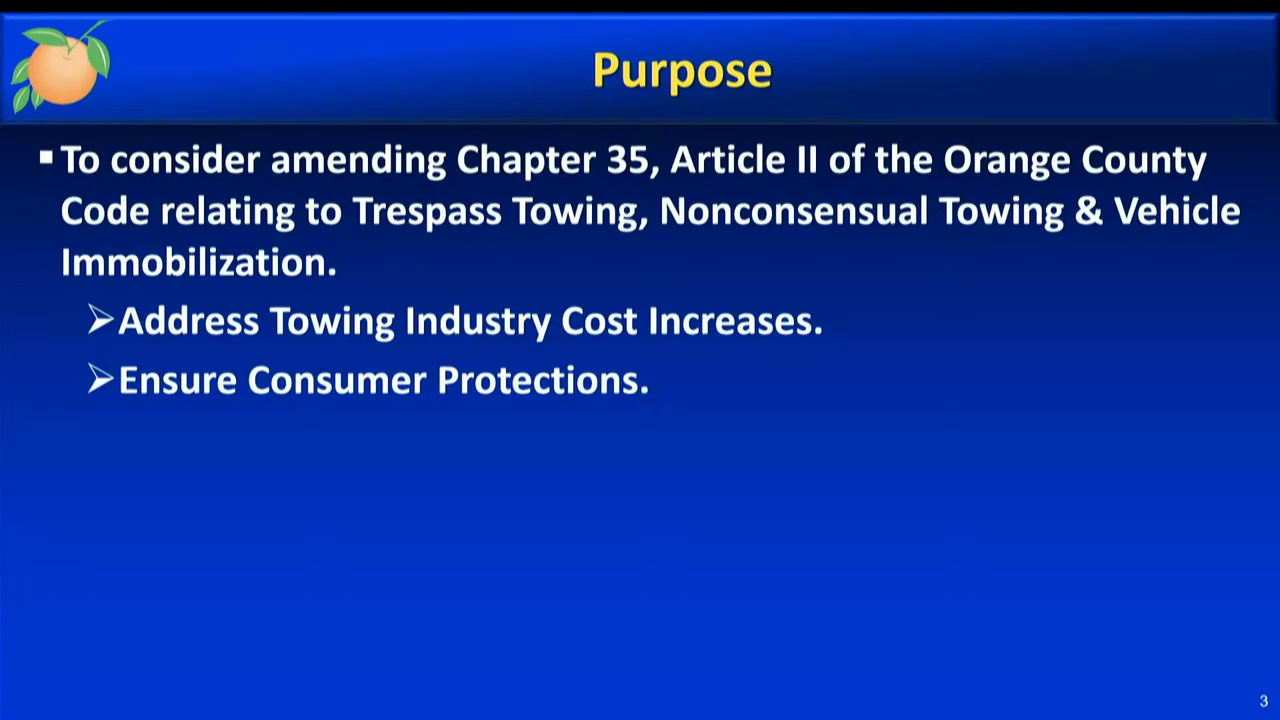 Purpose
▪ To consider amending Chapter 35, Article II of the Orange County
Code relating to Trespass Towing, Nonconsensual Towing & Vehicle
Immobilization.
➢ Address Towing Industry Cost Increases.
➢ Ensure Consumer Protections.
3